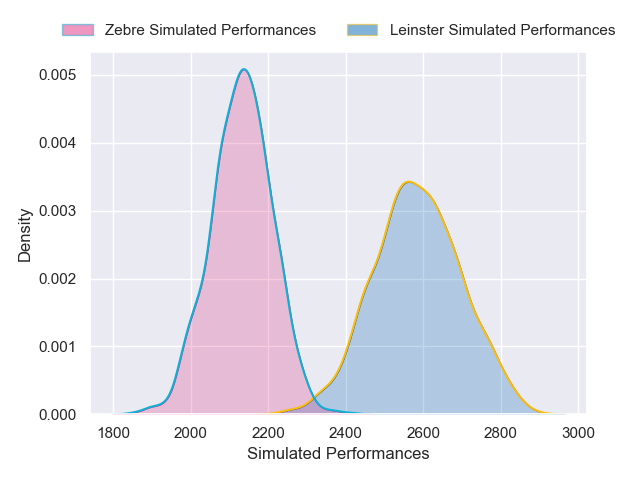 Zebre Simulated Performances
Leinster Simulated Performances
0.005
0.004
0.003
0.002
0.001
0.000
Density
1800 2000 2200 2400 2600 2800 3000
Simulated Performances